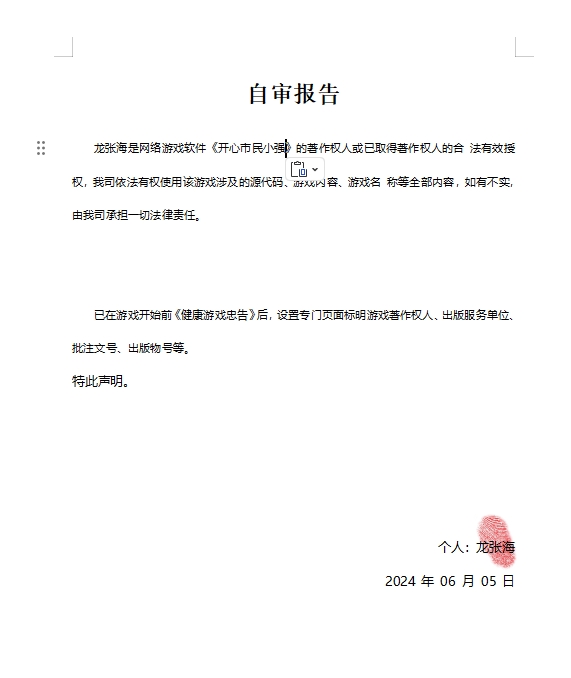 自审报告
龙张海是网络游戏软件《开心市民小强》的著作权人或已取得著作权人的合 法有效授
权，我司依法有权使用该游戏涉及的源代码、游戏内容、游戏名 称等全部内容，如有不实，
由我司承担一切法律责任。
已在游戏开始前《健康游戏忠告》后，设置专门页面标明游戏著作权人、出版服务单位、
批注文号、出版物号等。
特此声明。
个人：龙张海
2024 年 06 月 05 日